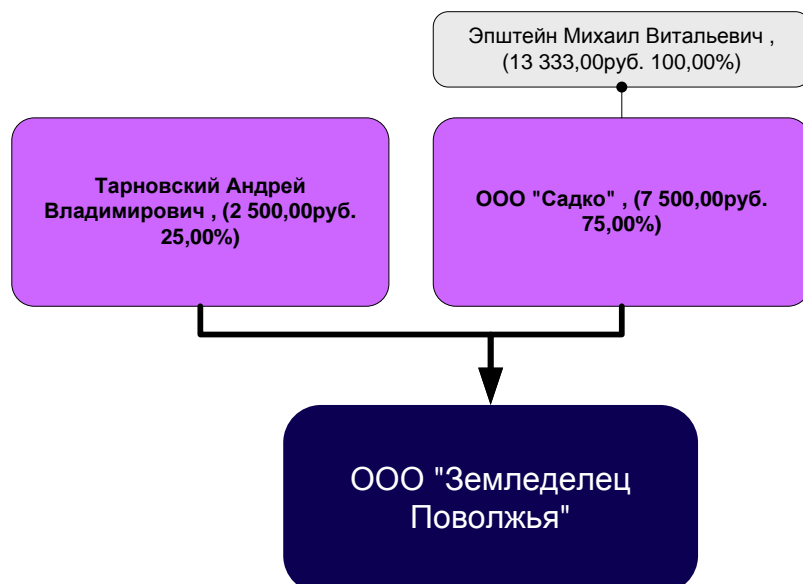 Эпштейн Михаил Витальевич ,
(13 333,00руб. 100,00%)
Тарновский Андрей
Владимирович , (2 500,00руб.
25,00%)
ООО "Садко" , (7 500,00руб.
75,00%)
ООО "Земледелец
Поволжья"